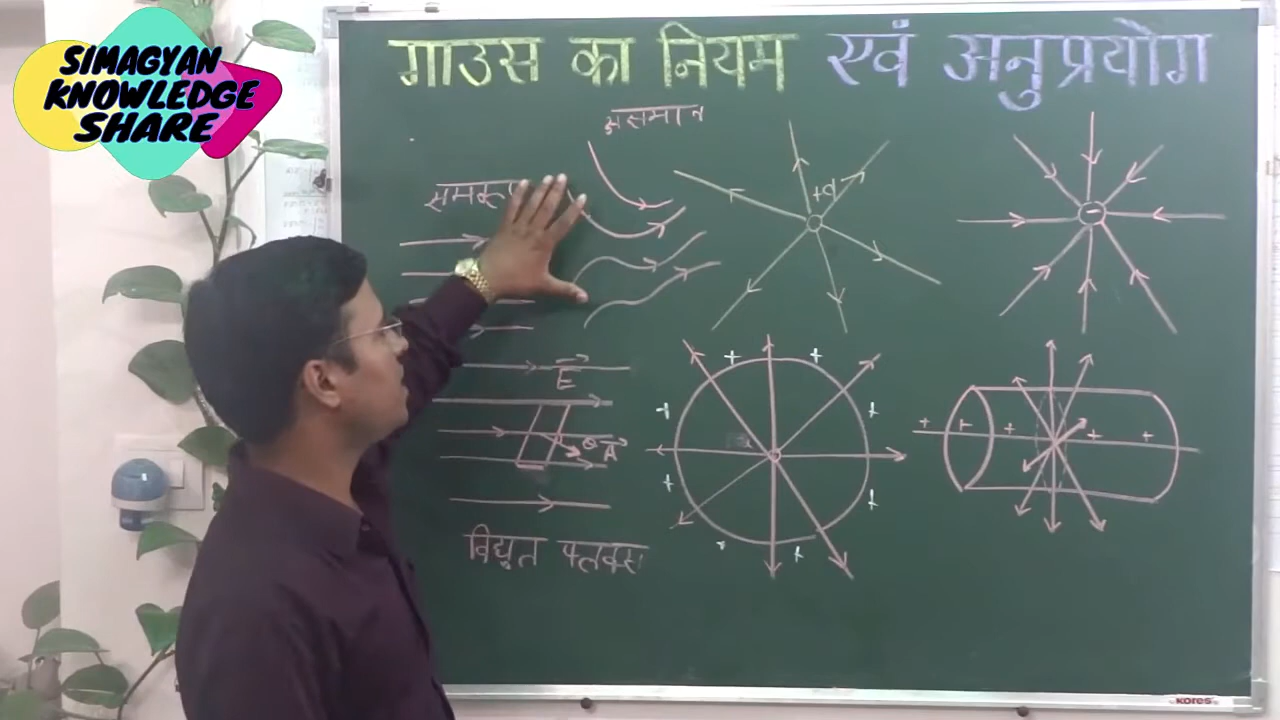 SIMAGYAN
KNOWLEDGE
SHARE
गाउस का नियम एवं अनुप्रयोग
असमान
+q
-
E
θ A
विद्युत फ्लक्स
+ + + + + + + +
+ + + + +
kores